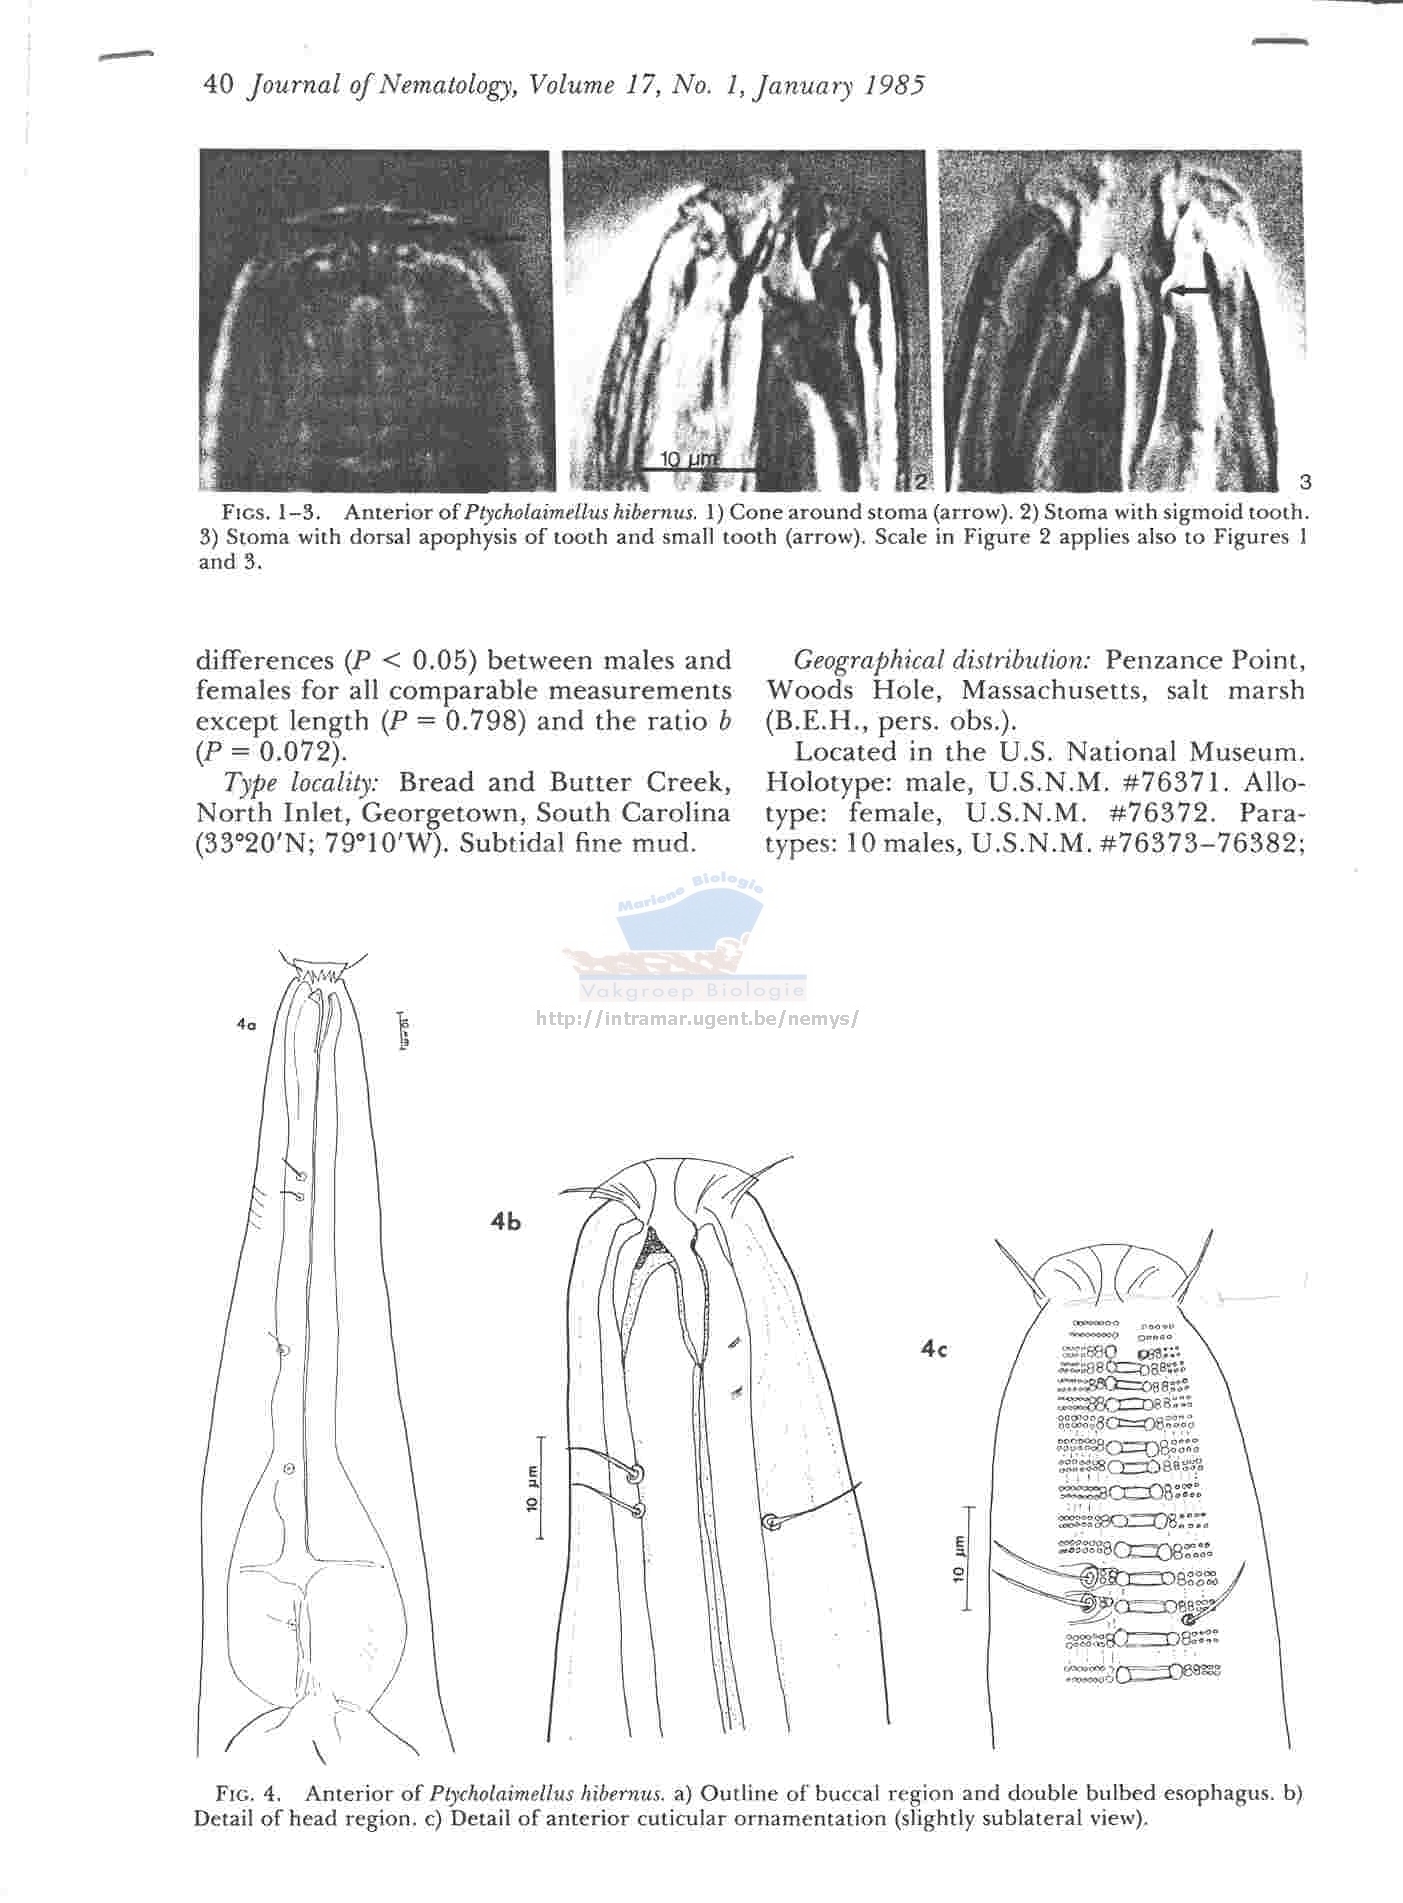 40 Journal of Nematology, Volume 17, No. 1, January 1985
10 µm
2
3
FIGS. 1–3. Anterior of Ptycholaimellus hibernus. 1) Cone around stoma (arrow). 2) Stoma with sigmoid tooth.
3) Stoma with dorsal apophysis of tooth and small tooth (arrow). Scale in Figure 2 applies also to Figures 1
and 3.
differences (P < 0.05) between males and
females for all comparable measurements
except length (P = 0.798) and the ratio b
(P = 0.072).
Type locality: Bread and Butter Creek,
North Inlet, Georgetown, South Carolina
(33°20'N; 79°10'W). Subtidal fine mud.
Geographical distribution: Penzance Point,
Woods Hole, Massachusetts, salt marsh
(B.E.H., pers. obs.).
Located in the U.S. National Museum.
Holotype: male, U.S.N.M. #76371. Allo-
type: female, U.S.N.M. #76372. Para-
types: 10 males, U.S.N.M. #76373–76382;
Mariene Biologie
Vakgroep Biologie
http://intramar.ugent.be/nemys/
4a
4b
10 µm
4c
10 µm
FIG. 4. Anterior of Ptycholaimellus hibernus. a) Outline of buccal region and double bulbed esophagus. b)
Detail of head region. c) Detail of anterior cuticular ornamentation (slightly sublateral view).